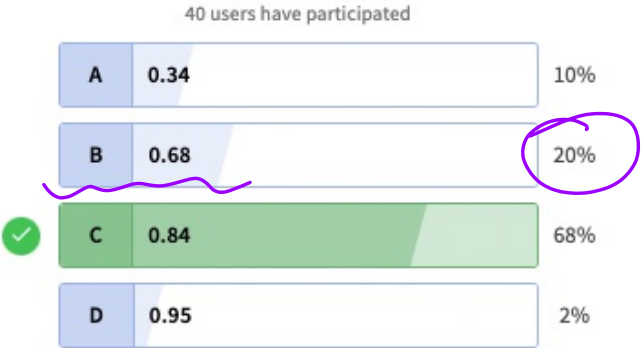 40 users have participated
A 0.34 10%
B 0.68 20%
C 0.84 68%
D 0.95 2%